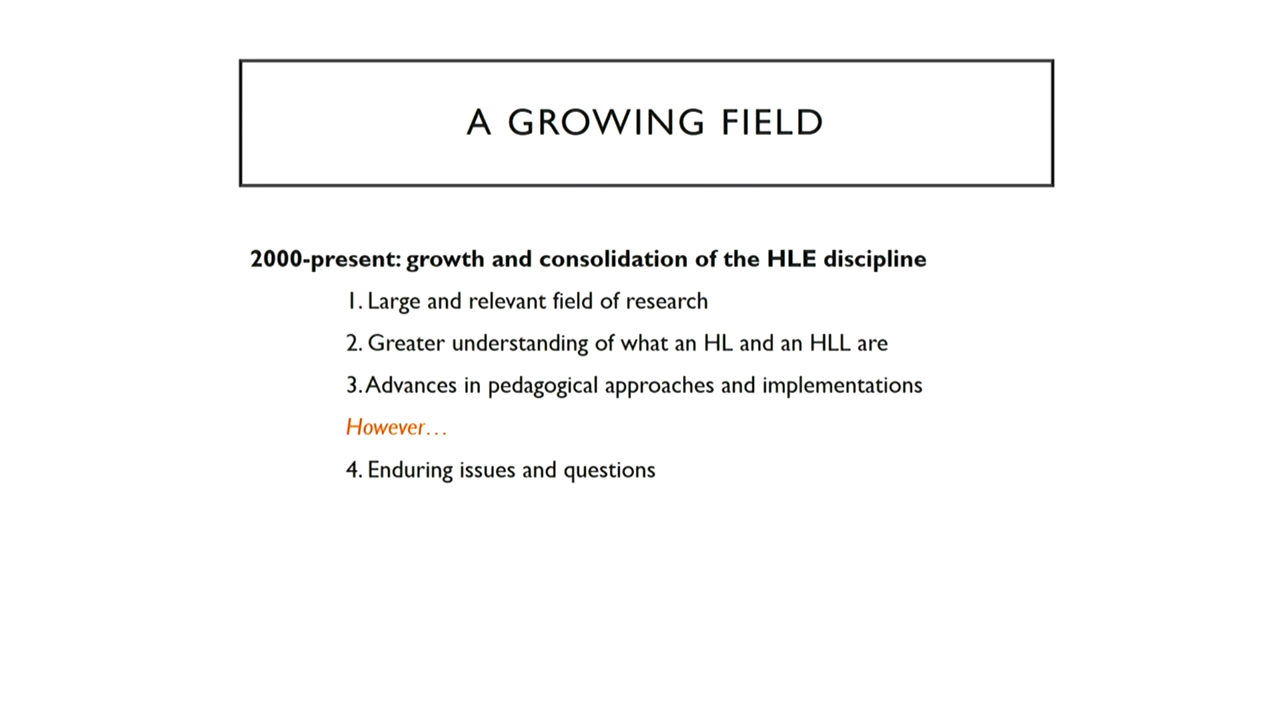 A GROWING FIELD
2000-present: growth and consolidation of the HLE discipline
1. Large and relevant field of research
2. Greater understanding of what an HL and an HLL are
3. Advances in pedagogical approaches and implementations
However…
4. Enduring issues and questions